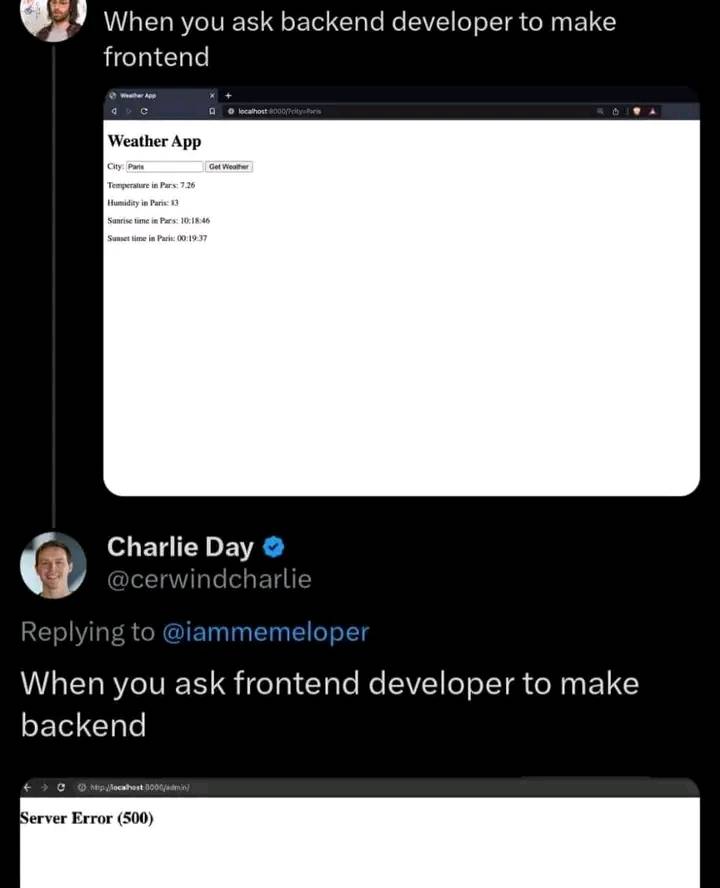 When you ask backend developer to make
frontend
Weather App
localhost:8000/?city=Paris
Weather App
City: Paris Get Weather
Temperature in Paris: 7.26
Humidity in Paris: 83
Sunrise time in Paris: 10:18:46
Sunset time in Paris: 00:19:37
Charlie Day
@cerwindcharlie
Replying to @iammemeloper
When you ask frontend developer to make
backend
http://localhost:8000/admin/
Server Error (500)